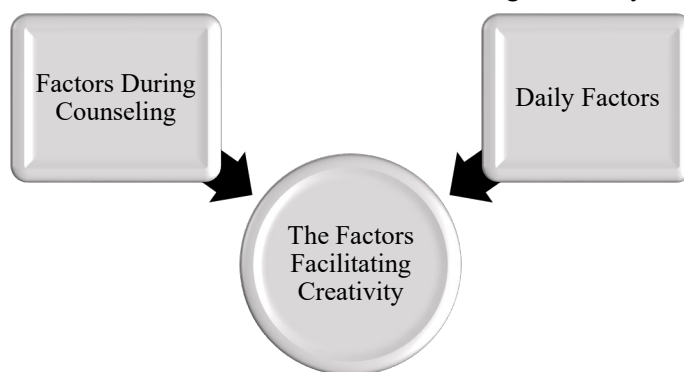 Factors During
Counseling
Daily Factors
The Factors
Facilitating
Creativity